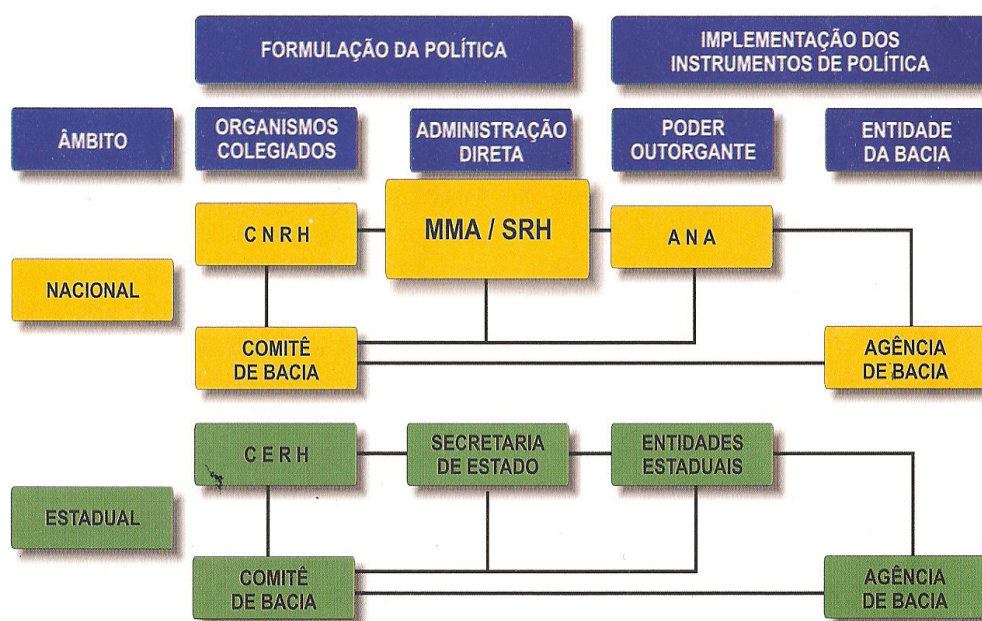 FORMULAÇÃO DA POLÍTICA
IMPLEMENTAÇÃO DOS
INSTRUMENTOS DE POLÍTICA
ÂMBITO
ORGANISMOS
COLEGIADOS
ADMINISTRAÇÃO
DIRETA
PODER
OUTORGANTE
ENTIDADE
DA BACIA
NACIONAL
CNRH
MMA / SRH
ANA
COMITÊ
DE BACIA
AGÊNCIA
DE BACIA
ESTADUAL
CERH
SECRETARIA
DE ESTADO
ENTIDADES
ESTADUAIS
COMITÊ
DE BACIA
AGÊNCIA
DE BACIA